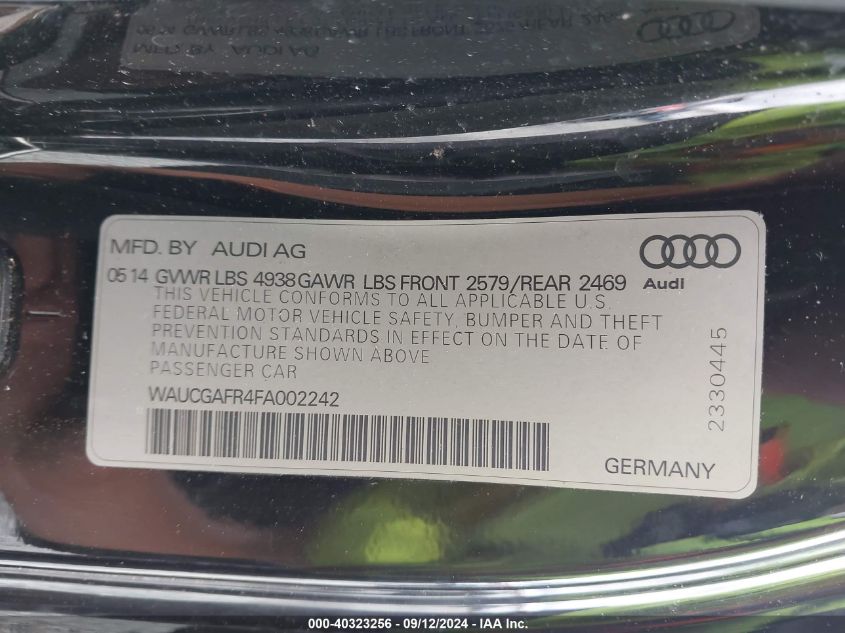 MFD. BY AUDI AG
0514 GVWR LBS 4938 GAWR LBS FRONT 2579/REAR 2469
Audi
THIS VEHICLE CONFORMS TO ALL APPLICABLE U.S.
FEDERAL MOTOR VEHICLE SAFETY, BUMPER AND THEFT
PREVENTION STANDARDS IN EFFECT ON THE DATE OF
MANUFACTURE SHOWN ABOVE
PASSENGER CAR
WAUCGAFR4FA002242
2330445
GERMANY
000-40323256 - 09/12/2024 - IAA Inc.